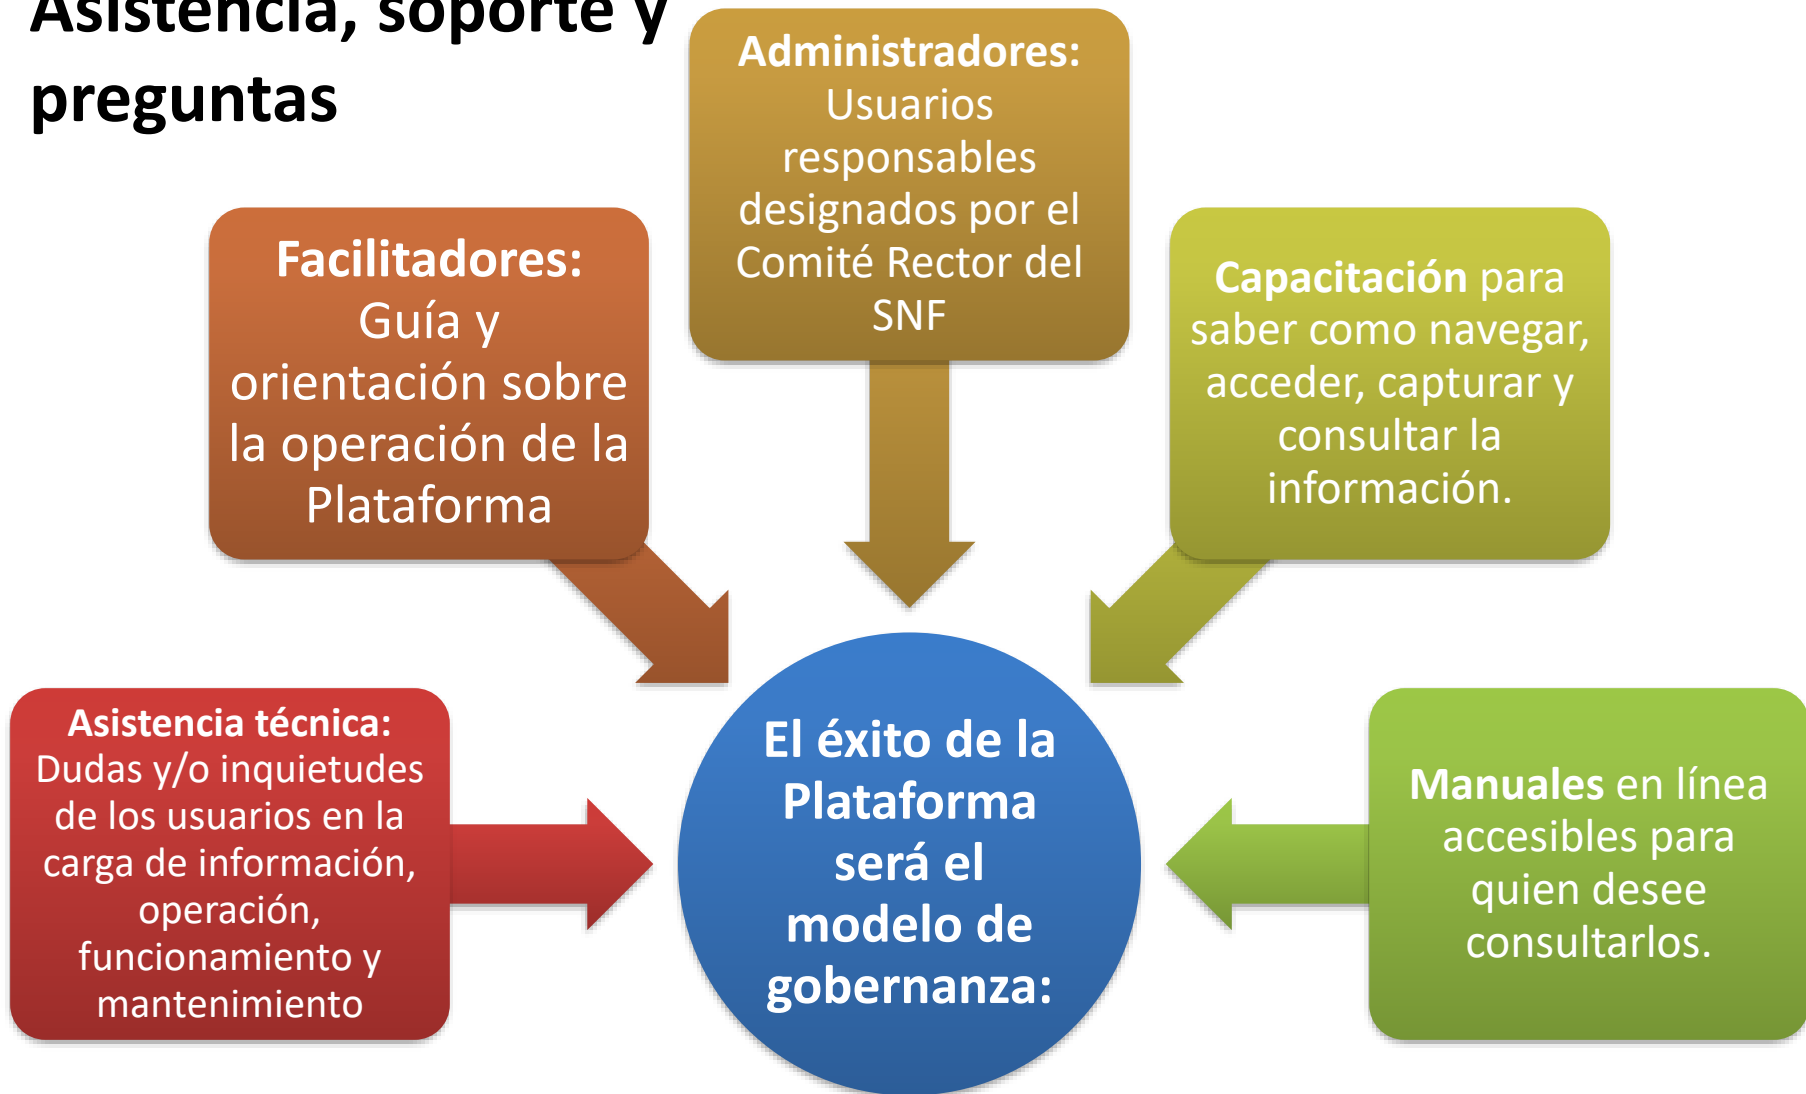 Asistencia, soporte y
preguntas
Administradores:
Usuarios
responsables
designados por el
Comité Rector del
SNF
Facilitadores:
Guía y
orientación sobre
la operación de la
Plataforma
Capacitación para
saber como navegar,
acceder, capturar y
consultar la
información.
Asistencia técnica:
Dudas y/o inquietudes
de los usuarios en la
carga de información,
operación,
funcionamiento y
mantenimiento
El éxito de la
Plataforma
será el
modelo de
gobernanza:
Manuales en línea
accesibles para
quien desee
consultarlos.